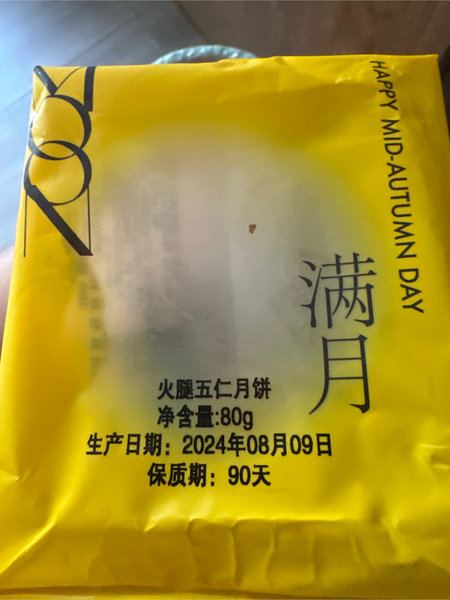 HAPPY MID-AUTUMN DAY
满月
火腿五仁月饼
净含量:80g
生产日期：2024年08月09日
保质期：90天